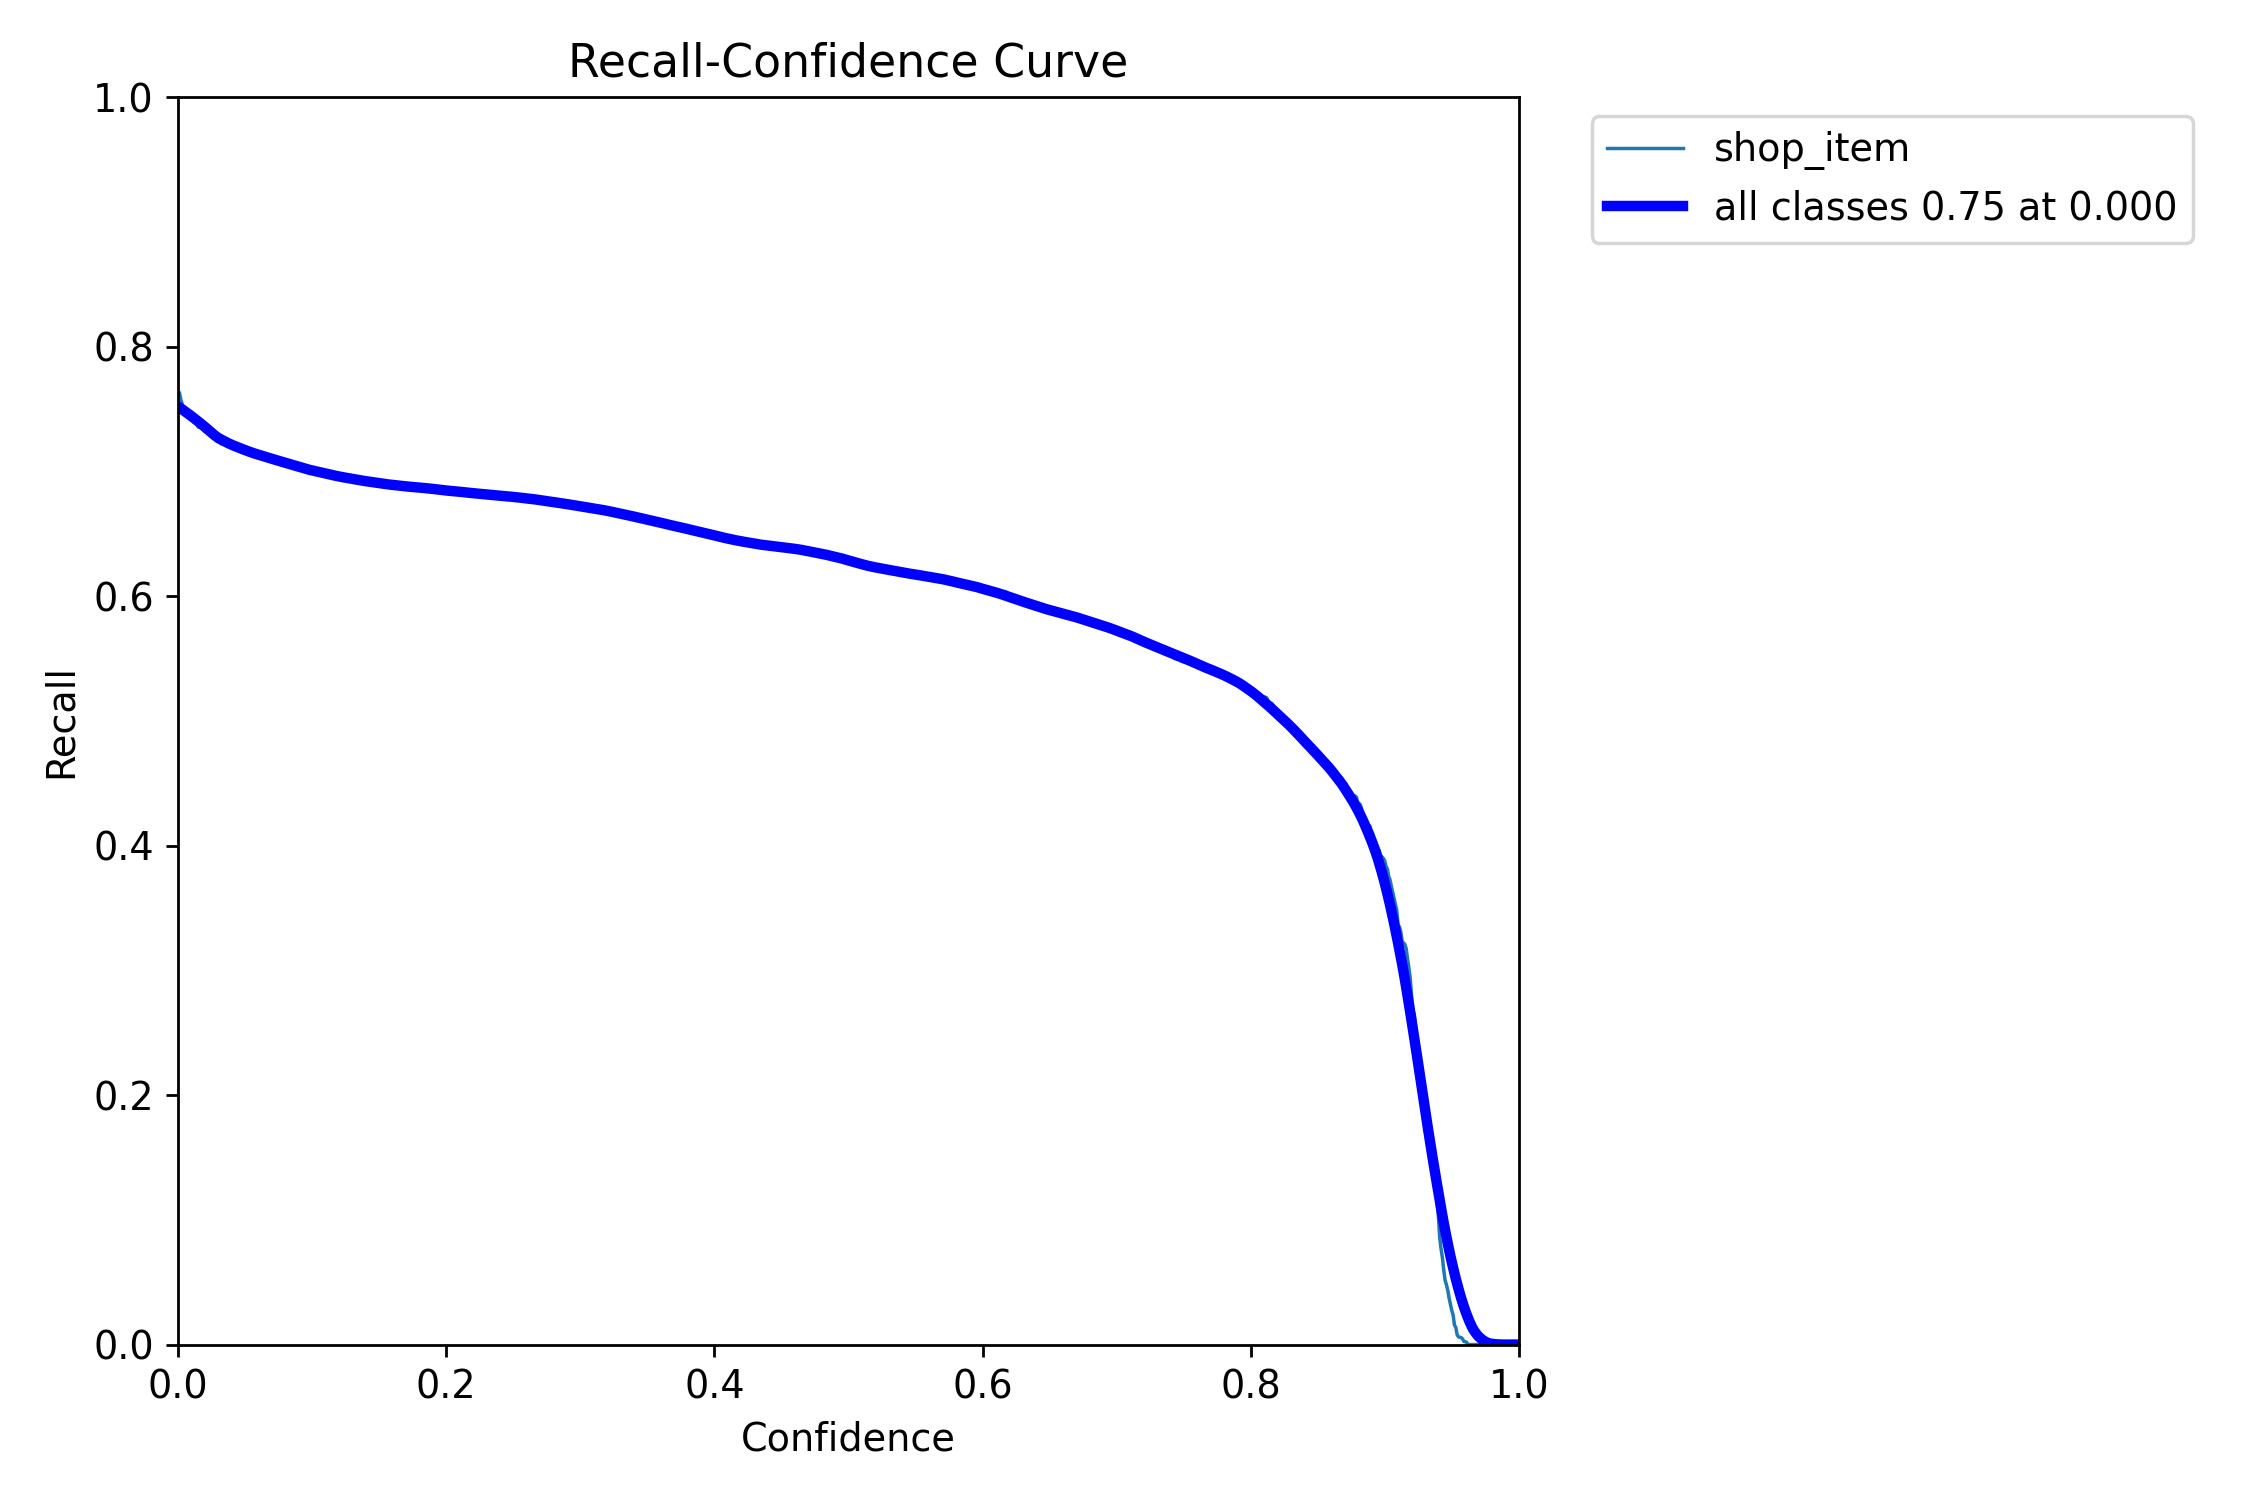 Recall-Confidence Curve
1.0
0.8
0.6
0.4
0.2
0.0
Recall
0.0 0.2 0.4 0.6 0.8 1.0
Confidence
shop_item
all classes 0.75 at 0.000